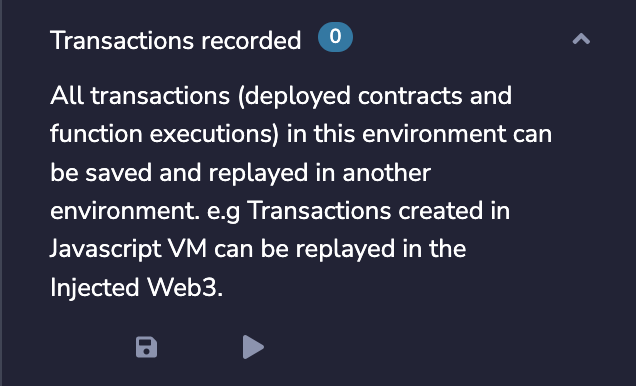 Transactions recorded 0
All transactions (deployed contracts and
function executions) in this environment can
be saved and replayed in another
environment. e.g Transactions created in
Javascript VM can be replayed in the
Injected Web3.